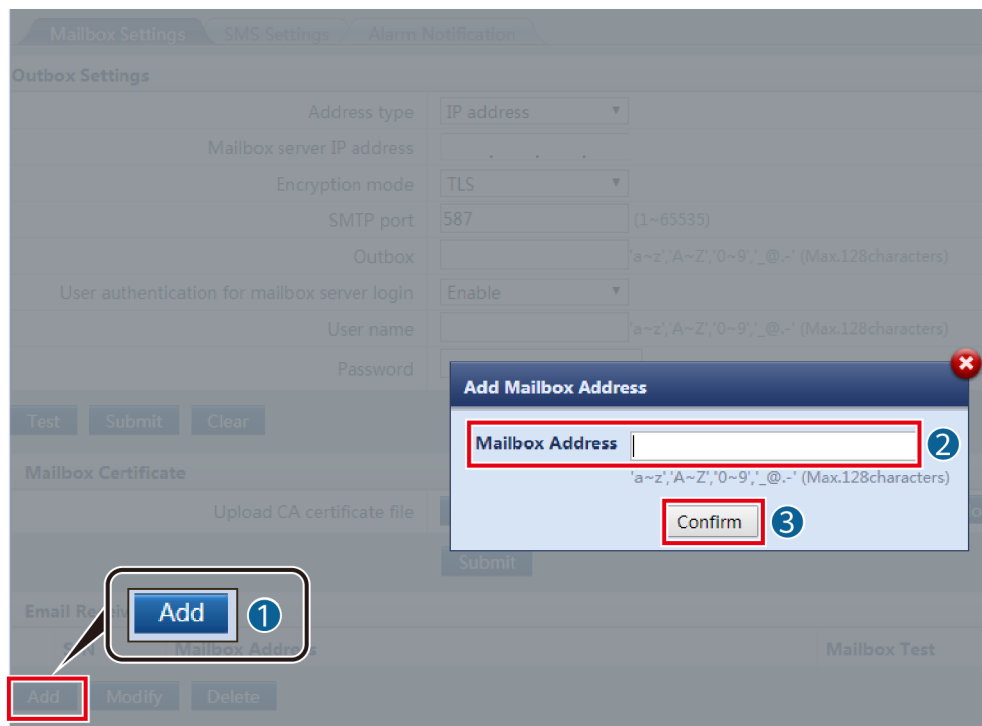 Mailbox Settings SMS Settings Alarm Notification
Outbox Settings
Address type IP address
Mailbox server IP address . . .
Encryption mode TLS
SMTP port 587 (1~65535)
Outbox 'a~z','A~Z','0~9','_@.-' (Max.128characters)
User authentication for mailbox server login Enable
User name 'a~z','A~Z','0~9','_@.-' (Max.128characters)
Password
Add Mailbox Address
Mailbox Address 2
'a~z','A~Z','0~9','_@.-' (Max.128characters)
Confirm 3
Test Submit Clear
Mailbox Certificate
Upload CA certificate file
Submit
Add 1
Email
Mailbox Address Mailbox Test
Add Modify Delete